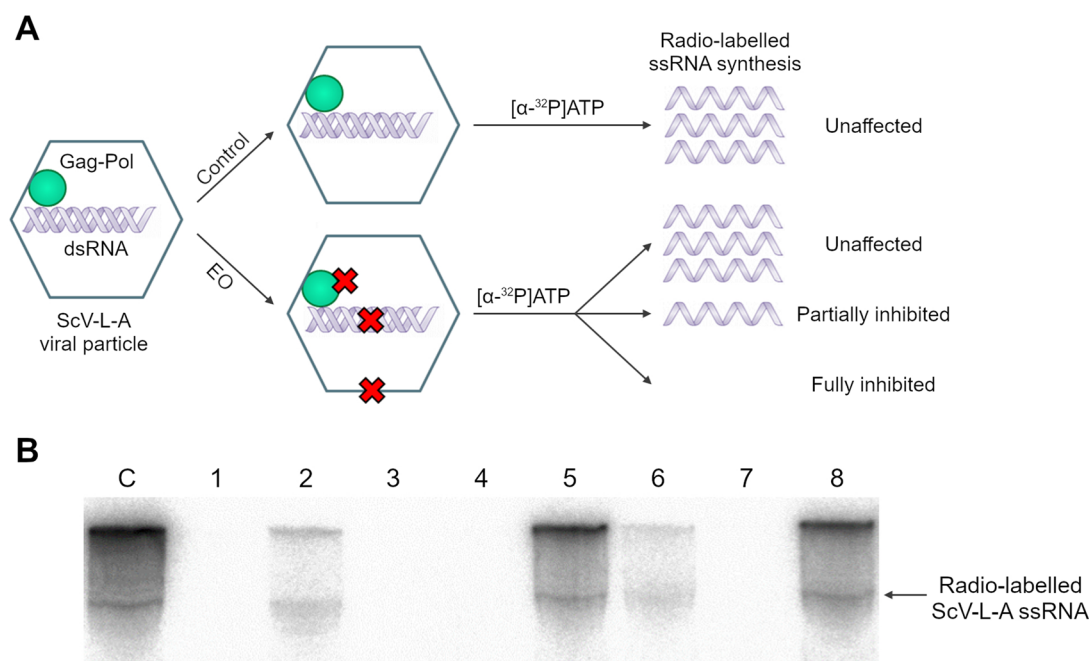 A
Radio-labelled
ssRNA synthesis
[α-³²P]ATP
Control
Unaffected
Gag-Pol
dsRNA
EO
ScV-L-A
viral particle
[α-³²P]ATP
Unaffected
Partially inhibited
Fully inhibited
B
C 1 2 3 4 5 6 7 8
Radio-labelled
ScV-L-A ssRNA